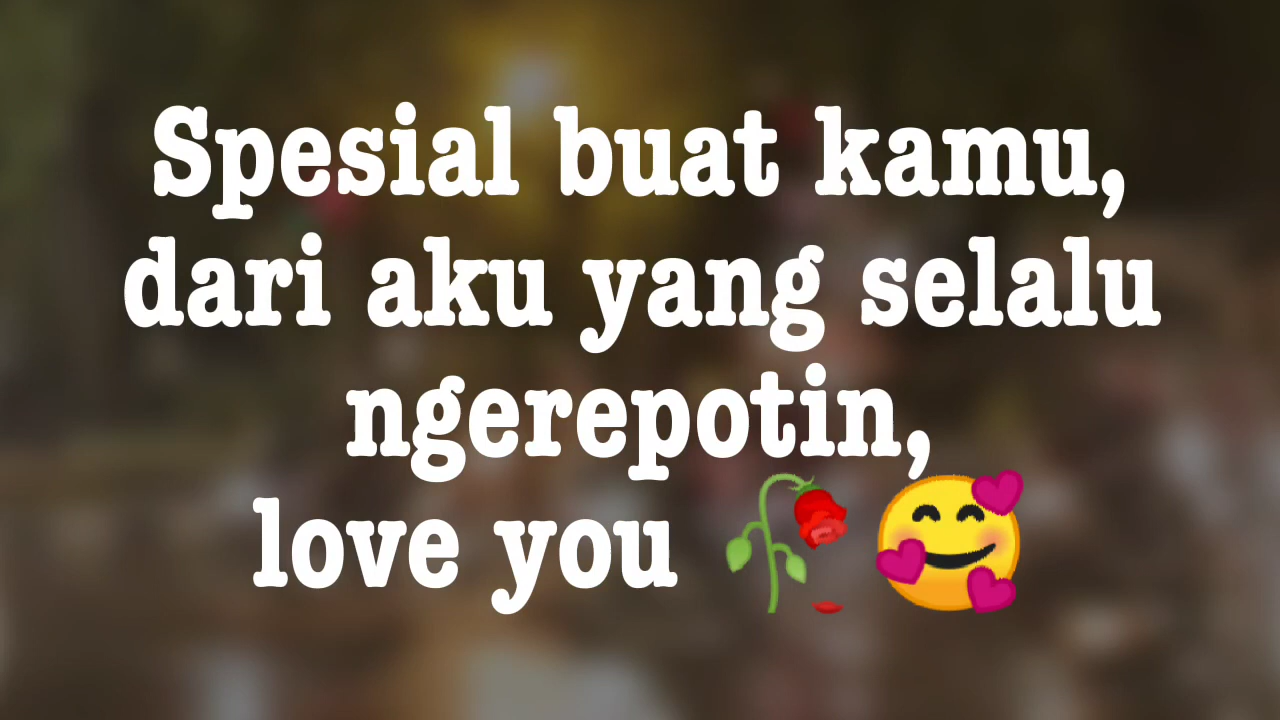 Spesial buat kamu,
dari aku yang selalu
ngerepotin,
love you 🥀🥰